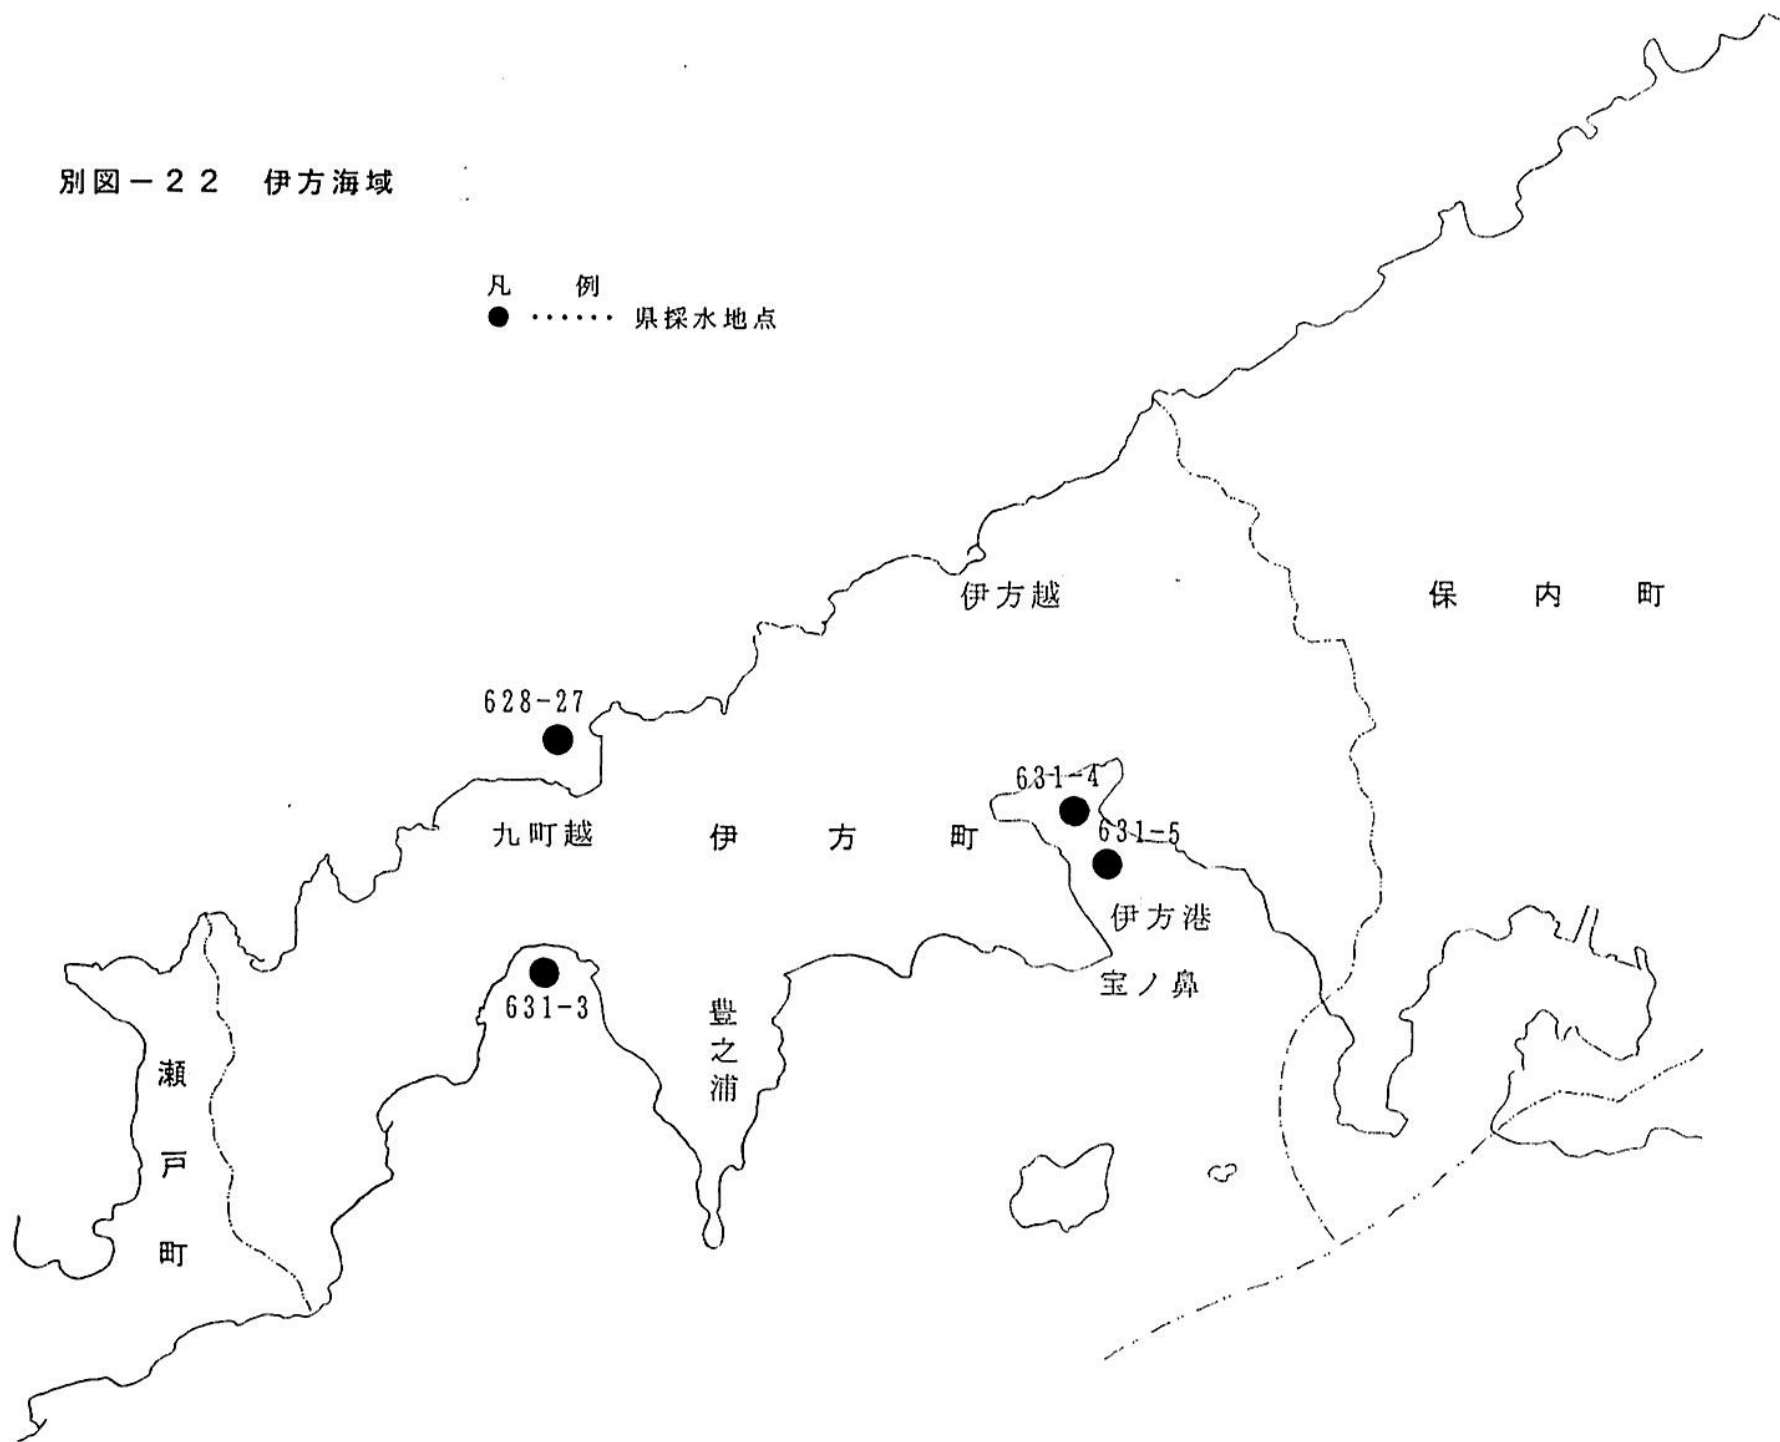 別図－２２ 伊方海域
凡 例
● ‥‥‥ 県採水地点
伊方越
保内町
628-27
631-4
九町越
伊方町
631-5
伊方港
631-3
宝ノ鼻
豊之浦
瀬戸町